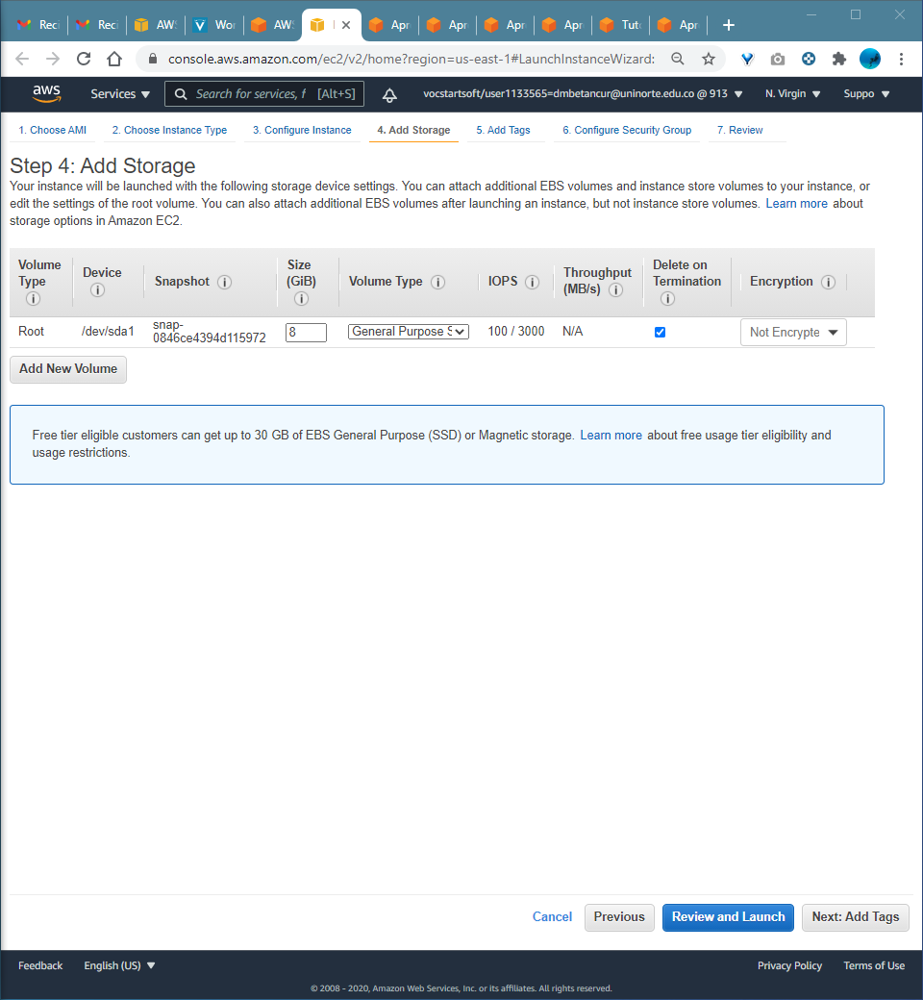 Reci
Reci
AWS
Wor
AWS
Apr
Apr
Apr
Apr
Tuto
Apr
console.aws.amazon.com/ec2/v2/home?region=us-east-1#LaunchInstanceWizard:
aws
Services
Search for services, f [Alt+S]
vocstartsoft/user1133565=dmbetancur@uninorte.edu.co @ 913
N. Virgin
Suppo
1. Choose AMI
2. Choose Instance Type
3. Configure Instance
4. Add Storage
5. Add Tags
6. Configure Security Group
7. Review
Step 4: Add Storage
Your instance will be launched with the following storage device settings. You can attach additional EBS volumes and instance store volumes to your instance, or
edit the settings of the root volume. You can also attach additional EBS volumes after launching an instance, but not instance store volumes. Learn more about
storage options in Amazon EC2.
Volume
Type
Device
Snapshot
Size
(GiB)
Volume Type
IOPS
Throughput
(MB/s)
Delete on
Termination
Encryption
Root
/dev/sda1
snap-
0846ce4394d115972
8
General Purpose S
100 / 3000
N/A
Not Encrypte
Add New Volume
Free tier eligible customers can get up to 30 GB of EBS General Purpose (SSD) or Magnetic storage. Learn more about free usage tier eligibility and
usage restrictions.
Cancel
Previous
Review and Launch
Next: Add Tags
Feedback
English (US)
Privacy Policy
Terms of Use
© 2008 - 2020, Amazon Web Services, Inc. or its affiliates. All rights reserved.